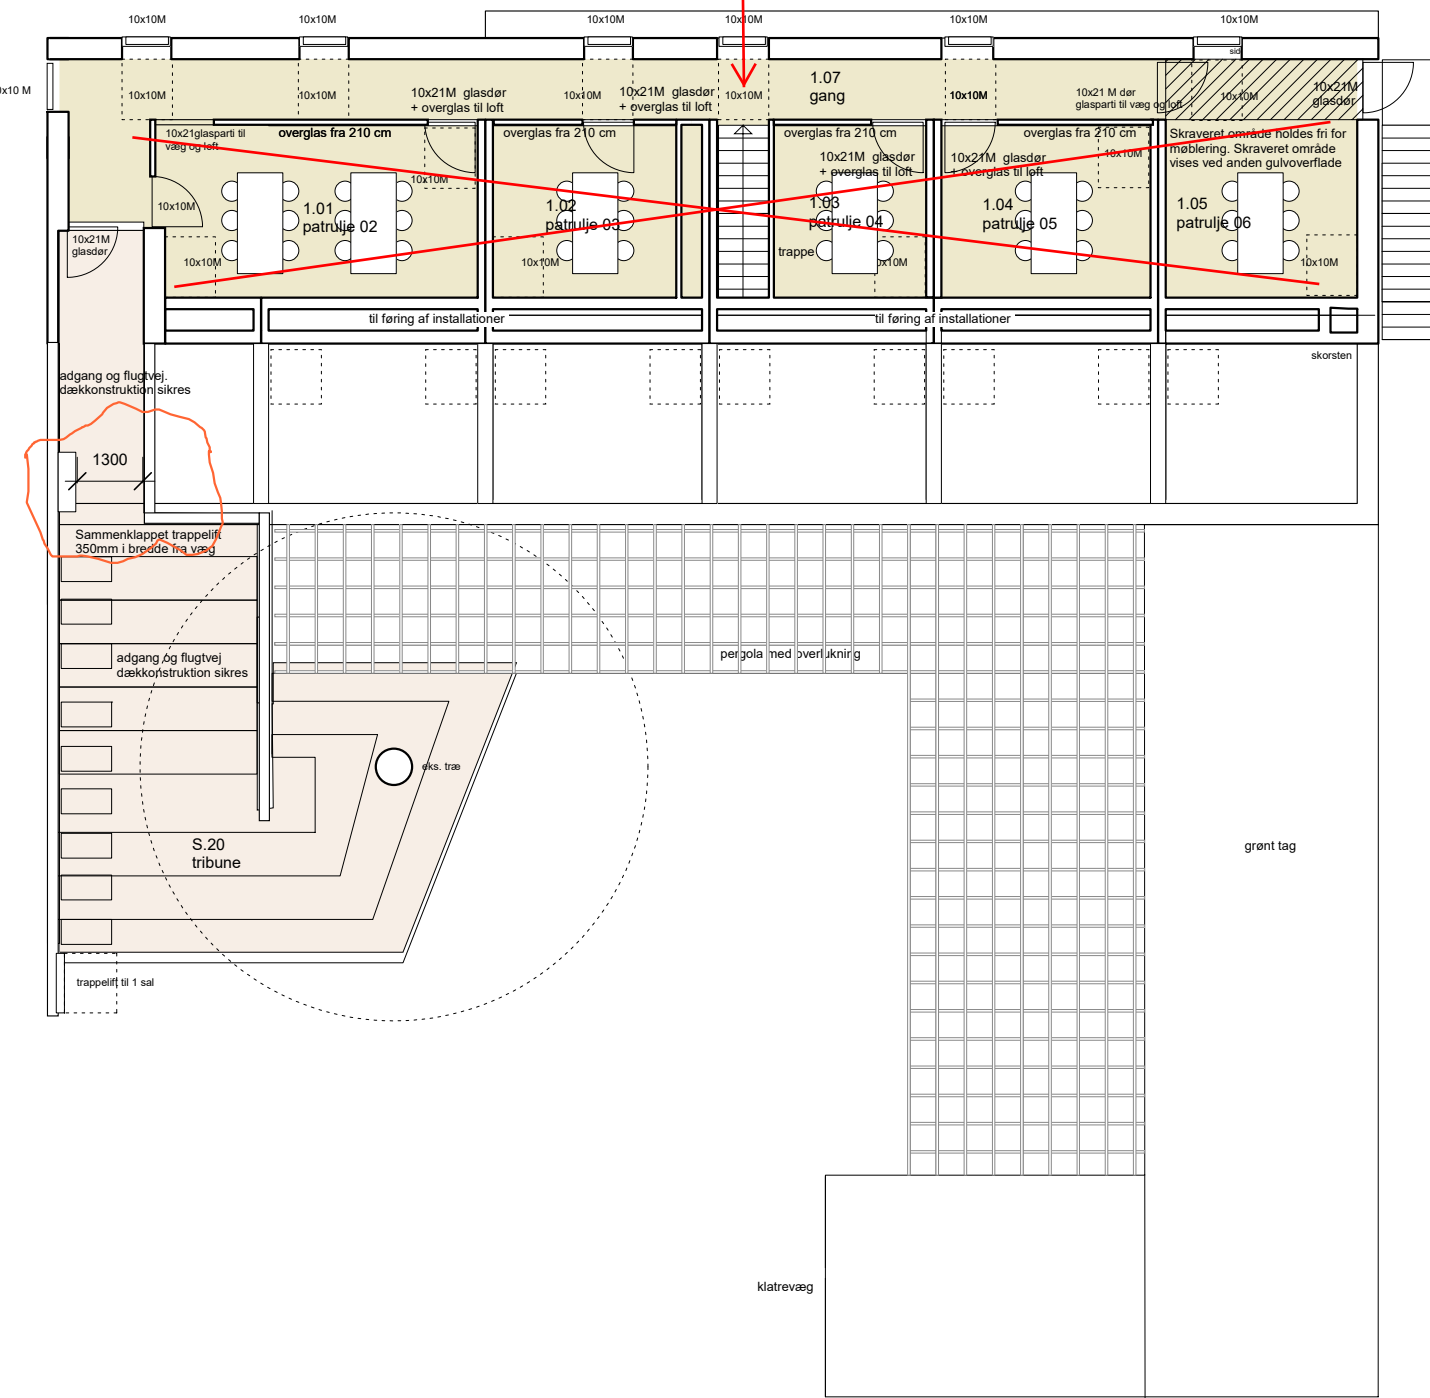 10x10M
10x10M
10x10M
10x10M
10x10M
10x10M
sid
10x10 M
10x10M
10x10M
10x21M glasdør
+ overglas til loft
10x10M
10x21M glasdør
+ overglas til loft
10x10M
1.07
gang
10x10M
10x21 M dør
glasparti til væg og loft
10x10M
10x21M
glasdør
10x21glasparti til
væg og loft
overglas fra 210 cm
overglas fra 210 cm
overglas fra 210 cm
overglas fra 210 cm
Skraveret område holdes fri for
møblering. Skraveret område
vises ved anden gulvoverflade
10x21M glasdør
+ overglas til loft
10x21M glasdør
+ overglas til loft
10x10M
10x10M
10x10M
1.01
patrulje 02
1.02
patrulje 03
1.03
patrulje 04
1.04
patrulje 05
1.05
patrulje 06
10x21M
glasdør
trappe
10x10M
10x10M
10x10M
10x10M
til føring af installationer
til føring af installationer
skorsten
adgang og flugtvej.
dækkonstruktion sikres
1300
Sammenklappet trappelift
350mm i bredde fra væg
adgang og flugtvej
dækkonstruktion sikres
pergola med overlukning
eks. træ
S.20
tribune
grønt tag
trappelift til 1 sal
klatrevæg